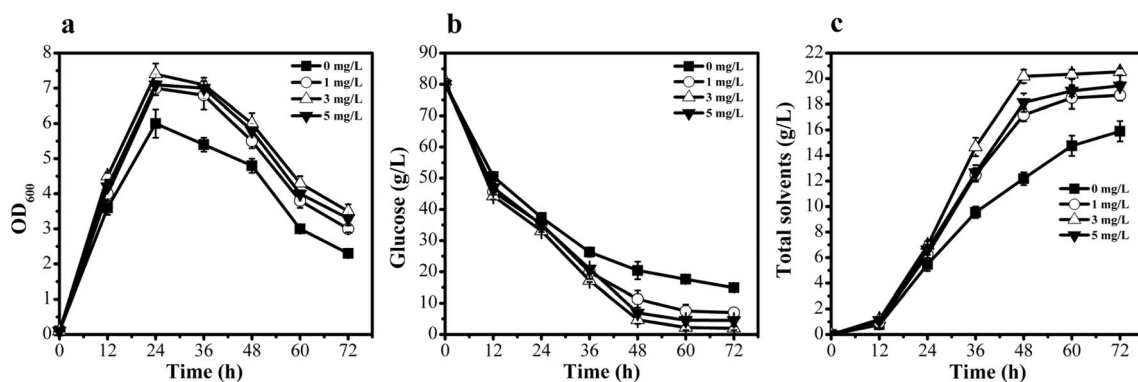 a
8
7
6
5
4
3
2
1
0
OD600
0 12 24 36 48 60 72
Time (h)
0 mg/L
1 mg/L
3 mg/L
5 mg/L
b
90
80
70
60
50
40
30
20
10
0
Glucose (g/L)
0 12 24 36 48 60 72
Time (h)
0 mg/L
1 mg/L
3 mg/L
5 mg/L
c
22
20
18
16
14
12
10
8
6
4
2
0
Total solvents (g/L)
0 12 24 36 48 60 72
Time (h)
0 mg/L
1 mg/L
3 mg/L
5 mg/L